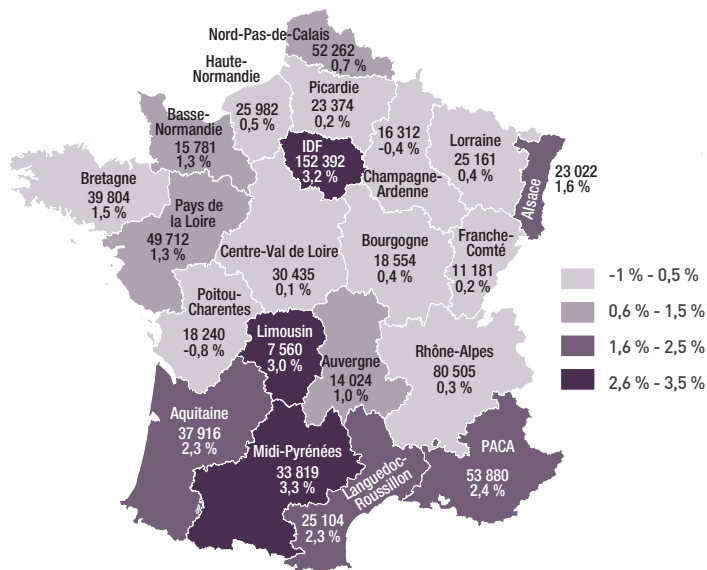 Nord-Pas-de-Calais
52 262
0,7 %
Haute-
Normandie
25 982
0,5 %
Picardie
23 374
0,2 %
Basse-
Normandie
15 781
1,3 %
IDF
152 392
3,2 %
16 312
-0,4 %
Champagne-
Ardenne
Lorraine
25 161
0,4 %
Alsace
23 022
1,6 %
Bretagne
39 804
1,5 %
Pays de
la Loire
49 712
1,3 %
Centre-Val de Loire
30 435
0,1 %
Bourgogne
18 554
0,4 %
Franche-
Comté
11 181
0,2 %
Poitou-
Charentes
18 240
-0,8 %
Limousin
7 560
3,0 %
Auvergne
14 024
1,0 %
Rhône-Alpes
80 505
0,3 %
Aquitaine
37 916
2,3 %
Midi-Pyrénées
33 819
3,3 %
Languedoc-
Roussillon
25 104
2,3 %
PACA
53 880
2,4 %
-1 % - 0,5 %
0,6 % - 1,5 %
1,6 % - 2,5 %
2,6 % - 3,5 %